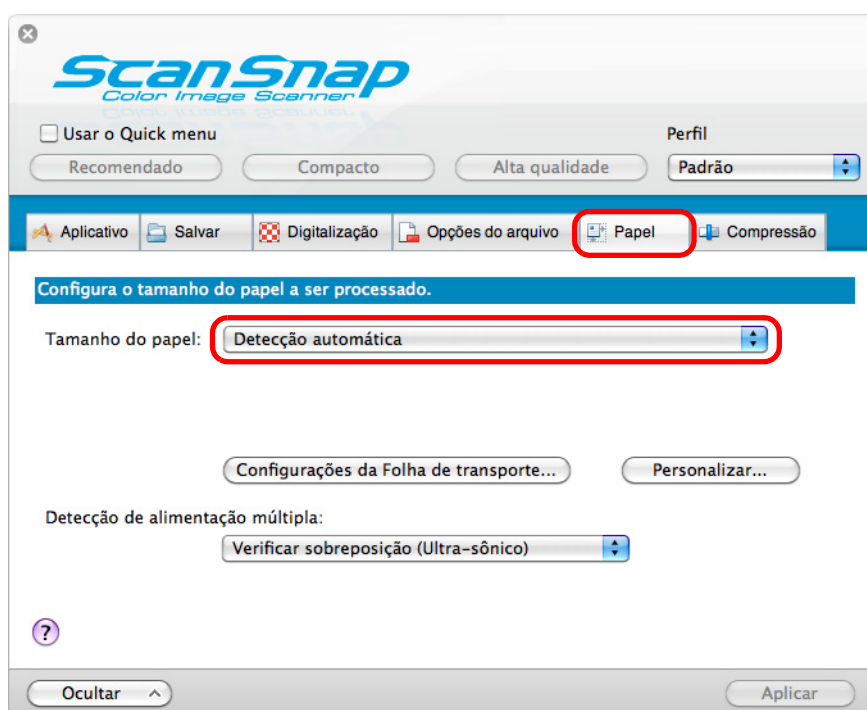 ScanSnap
Color Image Scanner
Usar o Quick menu
Perfil
Recomendado Compacto Alta qualidade Padrão
Aplicativo Salvar Digitalização Opções do arquivo Papel Compressão
Configura o tamanho do papel a ser processado.
Tamanho do papel: Detecção automática
Configurações da Folha de transporte... Personalizar...
Detecção de alimentação múltipla:
Verificar sobreposição (Ultra-sônico)
?
Ocultar Aplicar